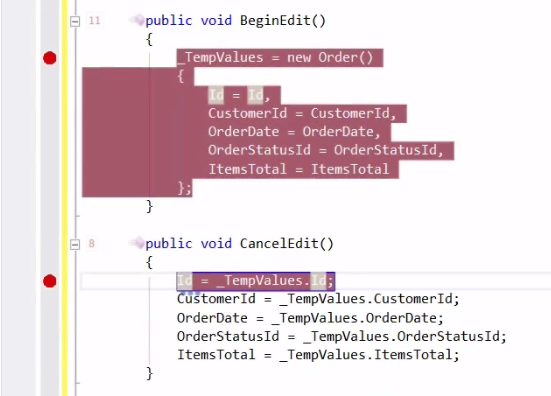 11 public void BeginEdit()
{
_TempValues = new Order()
{
Id = Id,
CustomerId = CustomerId,
OrderDate = OrderDate,
OrderStatusId = OrderStatusId,
ItemsTotal = ItemsTotal
};
}
8 public void CancelEdit()
{
Id = _TempValues.Id;
CustomerId = _TempValues.CustomerId;
OrderDate = _TempValues.OrderDate;
OrderStatusId = _TempValues.OrderStatusId;
ItemsTotal = _TempValues.ItemsTotal;
}